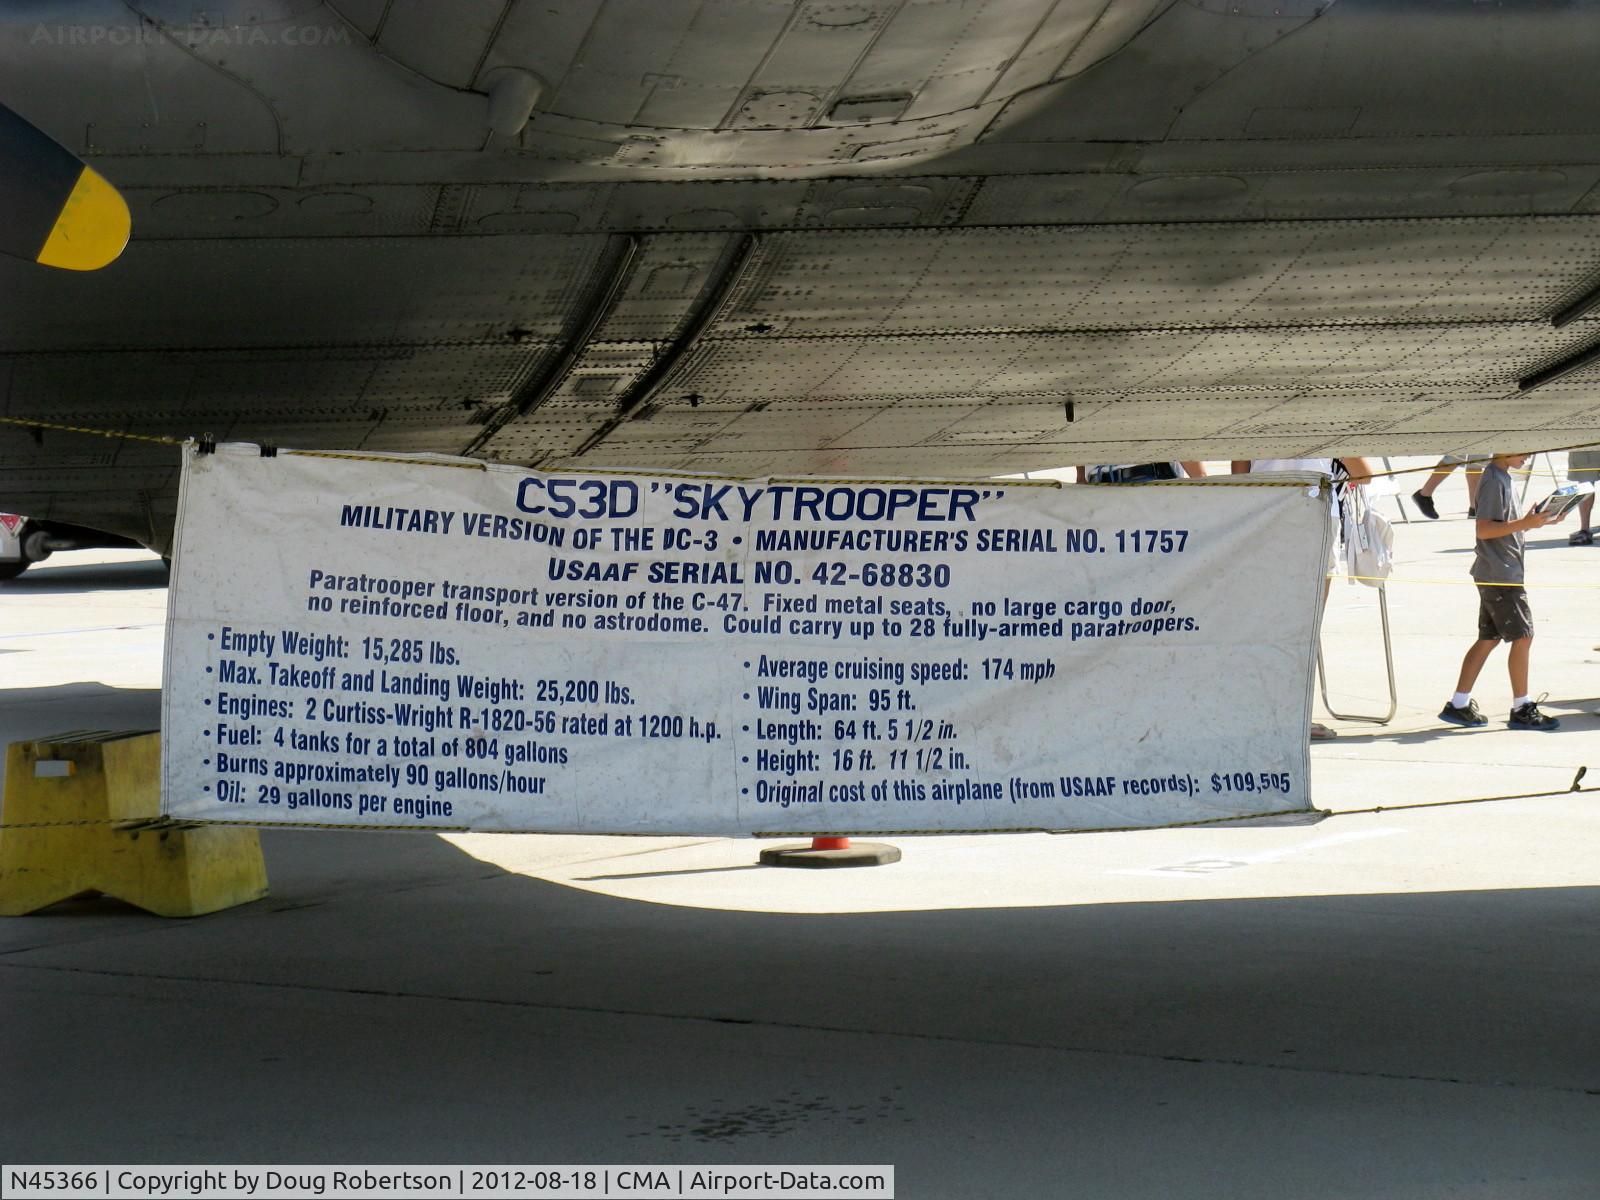 AIRPORT-DATA.COM
C53D "SKYTROOPER"
MILITARY VERSION OF THE DC-3 • MANUFACTURER'S SERIAL NO. 11757
USAAF SERIAL NO. 42-68830
Paratrooper transport version of the C-47. Fixed metal seats, no large cargo door,
no reinforced floor, and no astrodome. Could carry up to 28 fully-armed paratroopers.
• Empty Weight: 15,285 lbs.
• Max. Takeoff and Landing Weight: 25,200 lbs.
• Engines: 2 Curtiss-Wright R-1820-56 rated at 1200 h.p.
• Fuel: 4 tanks for a total of 804 gallons
• Burns approximately 90 gallons/hour
• Oil: 29 gallons per engine
• Average cruising speed: 174 mph
• Wing Span: 95 ft.
• Length: 64 ft. 5 1/2 in.
• Height: 16 ft. 11 1/2 in.
• Original cost of this airplane (from USAAF records): $109,505
N45366 | Copyright by Doug Robertson | 2012-08-18 | CMA | Airport-Data.com